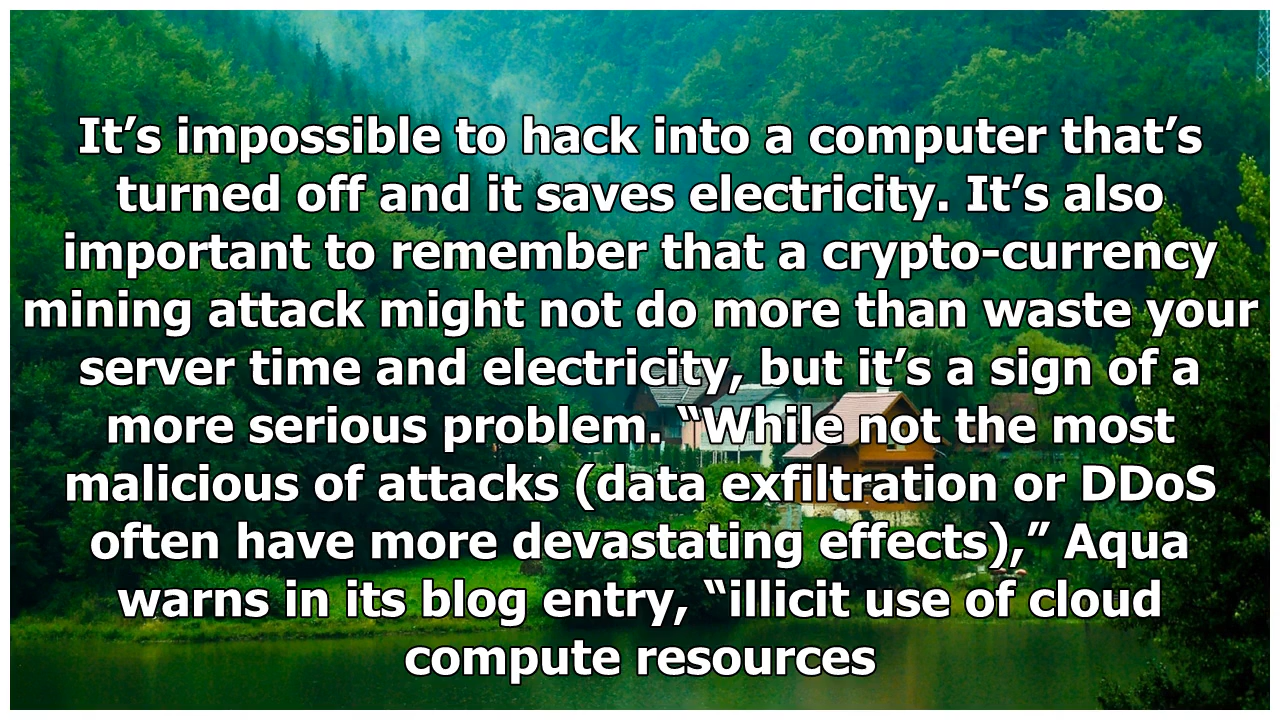 It’s impossible to hack into a computer that’s
turned off and it saves electricity. It’s also
important to remember that a crypto-currency
mining attack might not do more than waste your
server time and electricity, but it’s a sign of a
more serious problem. “While not the most
malicious of attacks (data exfiltration or DDoS
often have more devastating effects),” Aqua
warns in its blog entry, “illicit use of cloud
compute resources